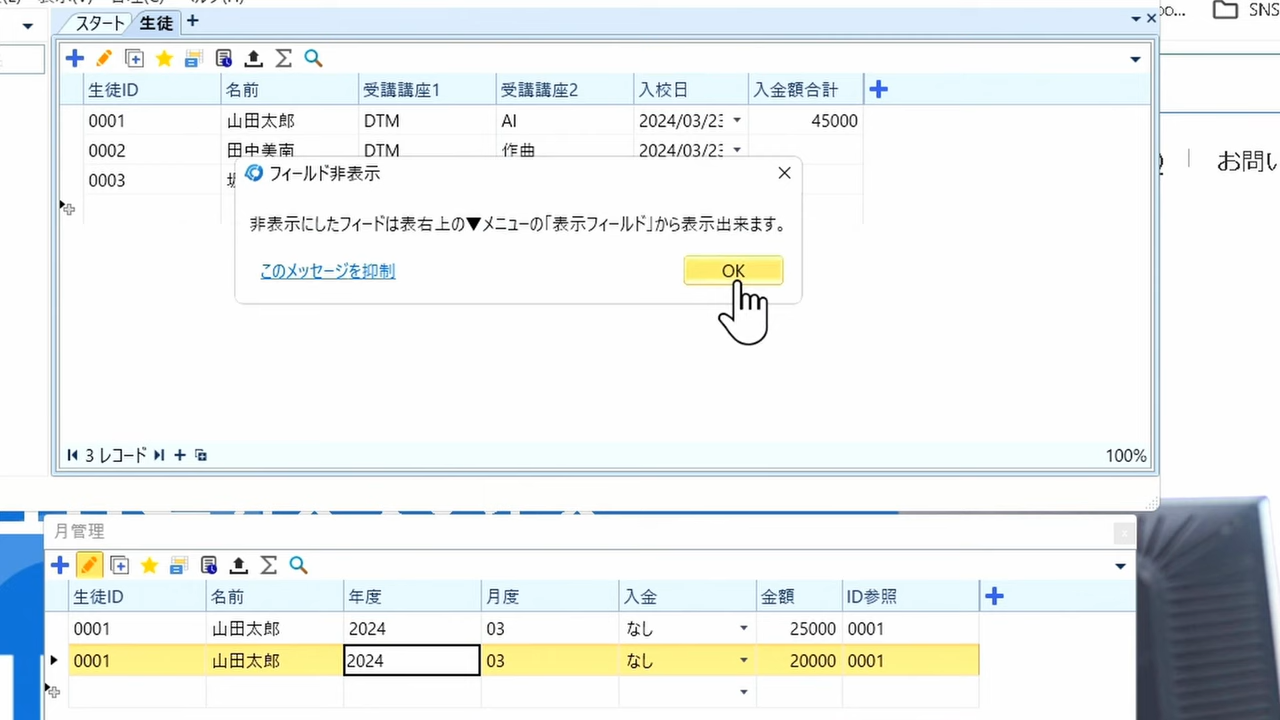 スタート 生徒
SNS
生徒ID 名前 受講講座1 受講講座2 入校日 入金額合計
0001 山田太郎 DTM AI 2024/03/23 45000
0002 田中美南 DTM 作曲 2024/03/23
0003
お問い
フィールド非表示
非表示にしたフィードは表右上の▼メニューの「表示フィールド」から表示出来ます。
このメッセージを抑制 OK
3 レコード 100%
月管理
生徒ID 名前 年度 月度 入金 金額 ID参照
0001 山田太郎 2024 03 なし 25000 0001
0001 山田太郎 2024 03 なし 20000 0001